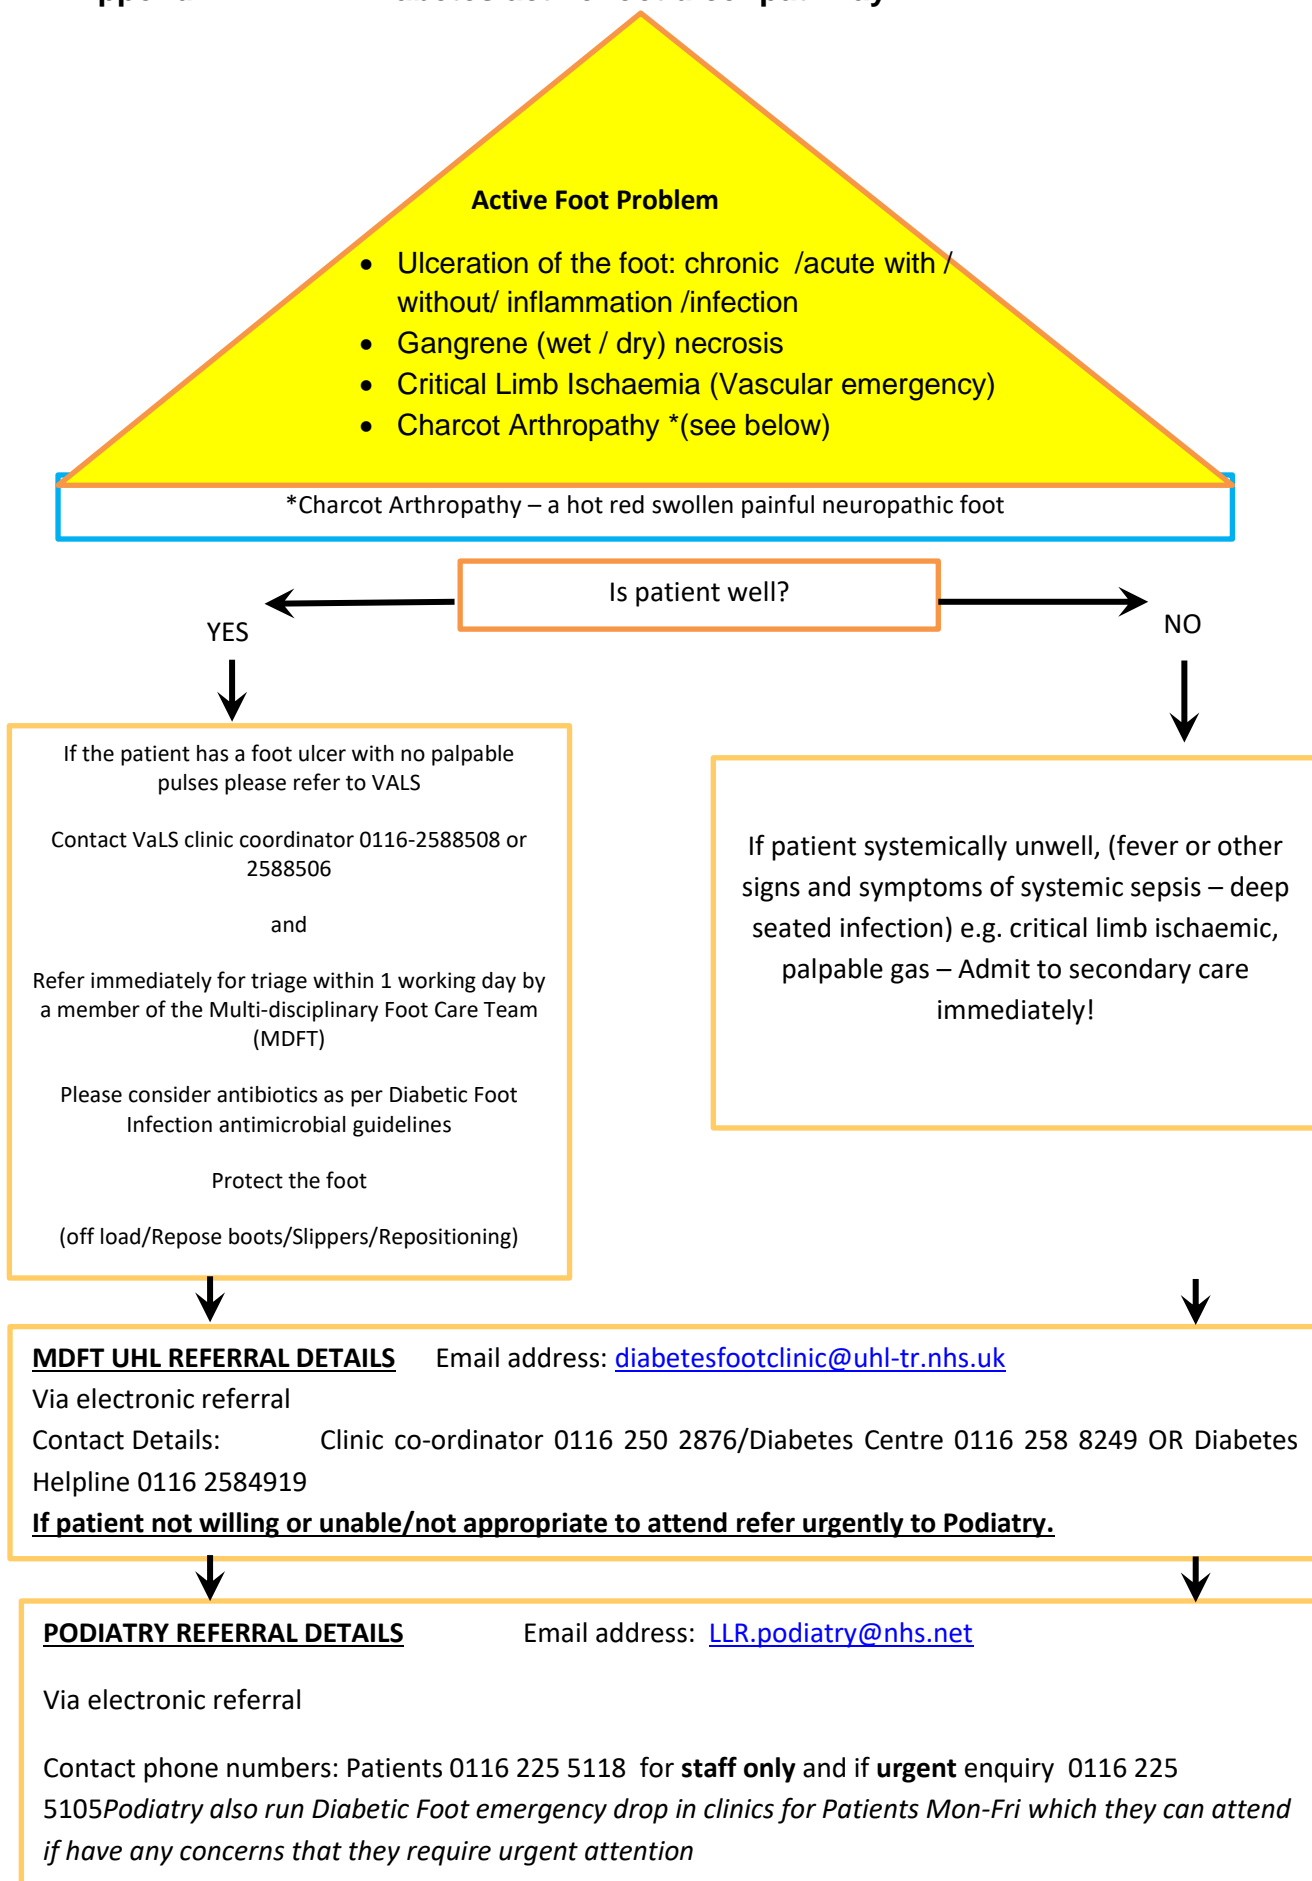 Active Foot Problem
• Ulceration of the foot: chronic /acute with /
without/ inflammation /infection
• Gangrene (wet / dry) necrosis
• Critical Limb Ischaemia (Vascular emergency)
• Charcot Arthropathy *(see below)
*Charcot Arthropathy – a hot red swollen painful neuropathic foot
Is patient well?
YES
NO
If the patient has a foot ulcer with no palpable
pulses please refer to VALS
Contact VaLS clinic coordinator 0116-2588508 or
2588506
and
Refer immediately for triage within 1 working day by
a member of the Multi-disciplinary Foot Care Team
(MDFT)
Please consider antibiotics as per Diabetic Foot
Infection antimicrobial guidelines
Protect the foot
(off load/Repose boots/Slippers/Repositioning)
If patient systemically unwell, (fever or other
signs and symptoms of systemic sepsis – deep
seated infection) e.g. critical limb ischaemic,
palpable gas – Admit to secondary care
immediately!
MDFT UHL REFERRAL DETAILS Email address: diabetesfootclinic@uhl-tr.nhs.uk
Via electronic referral
Contact Details: Clinic co-ordinator 0116 250 2876/Diabetes Centre 0116 258 8249 OR Diabetes
Helpline 0116 2584919
If patient not willing or unable/not appropriate to attend refer urgently to Podiatry.
PODIATRY REFERRAL DETAILS Email address: LLR.podiatry@nhs.net
Via electronic referral
Contact phone numbers: Patients 0116 225 5118 for staff only and if urgent enquiry 0116 225
5105Podiatry also run Diabetic Foot emergency drop in clinics for Patients Mon-Fri which they can attend
if have any concerns that they require urgent attention